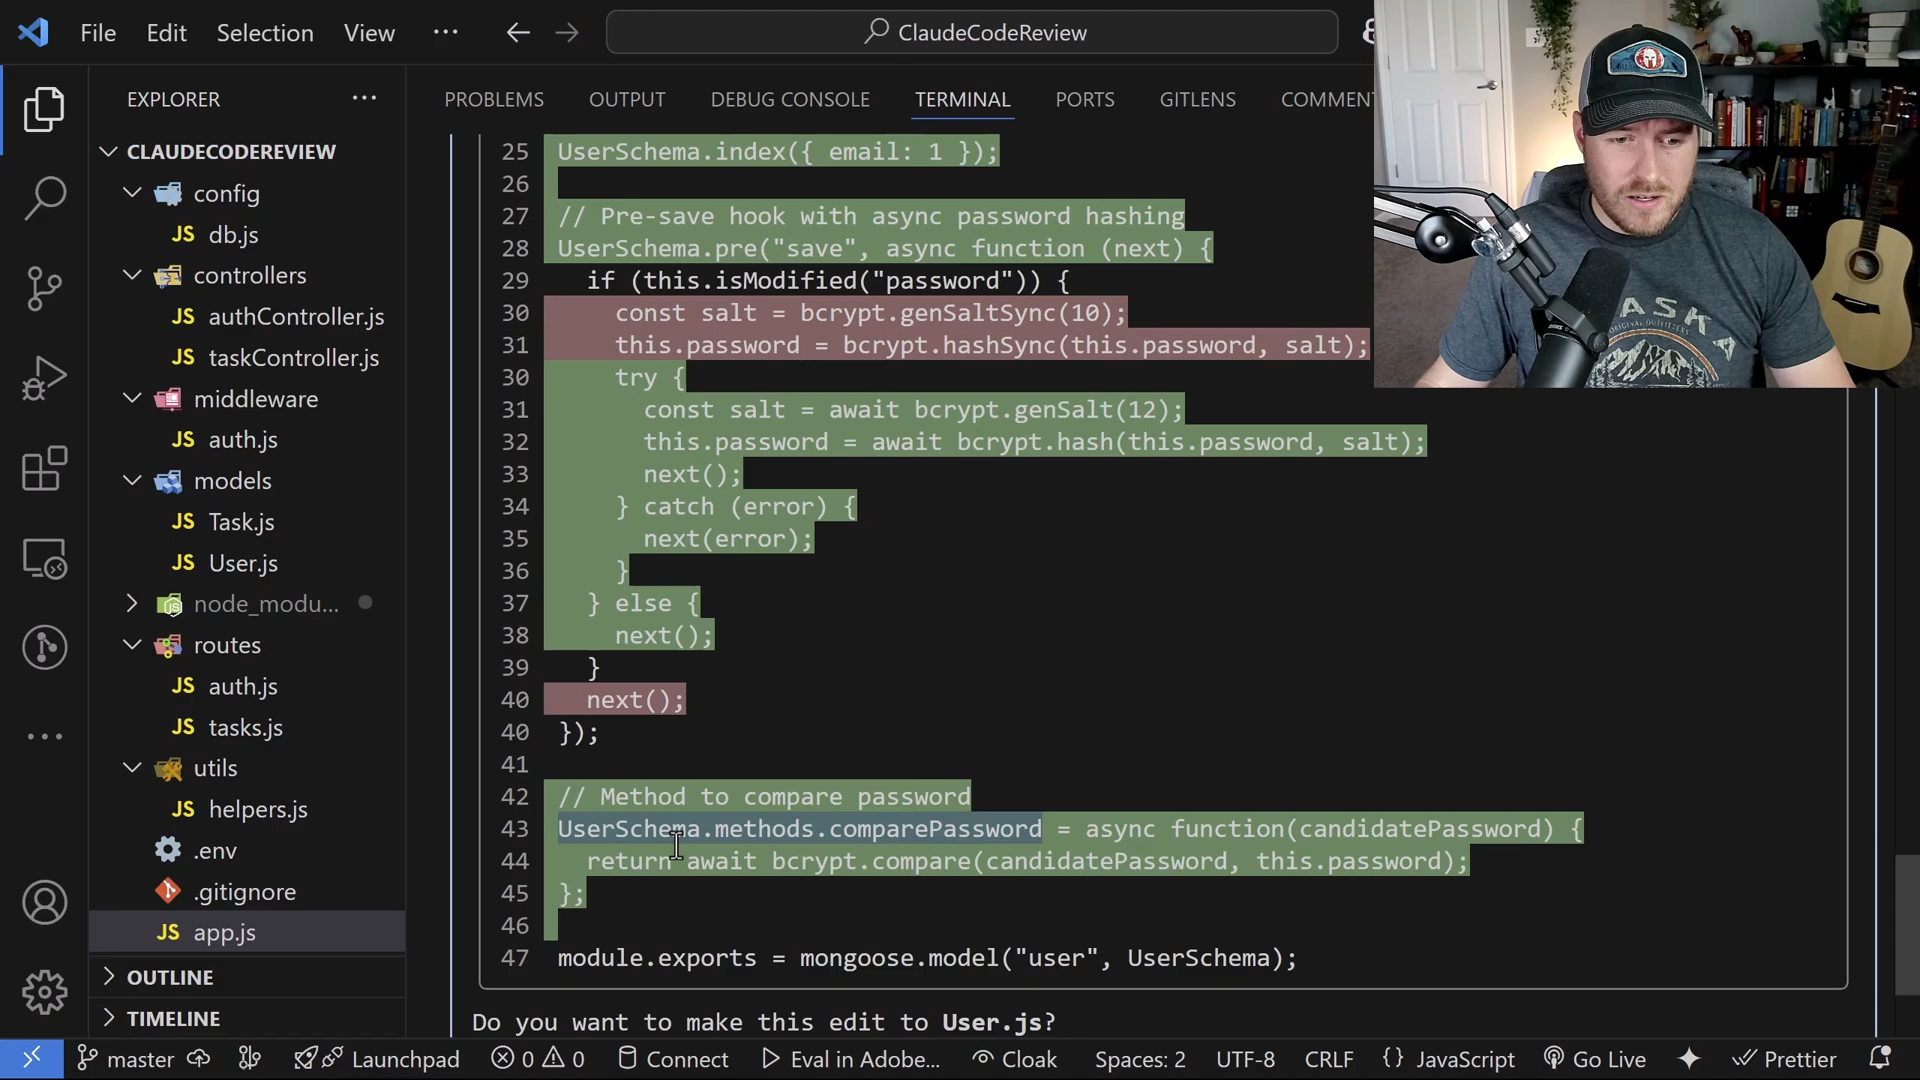 File Edit Selection View ··· ClaudeCodeReview
EXPLORER ···
PROBLEMS OUTPUT DEBUG CONSOLE TERMINAL PORTS GITLENS COMMEN
CLAUDECODEREVIEW
config
JS db.js
controllers
JS authController.js
JS taskController.js
middleware
JS auth.js
models
JS Task.js
JS User.js
node_modu...
routes
JS auth.js
JS tasks.js
utils
JS helpers.js
.env
.gitignore
JS app.js
OUTLINE
TIMELINE
25 UserSchema.index({ email: 1 });
26
27 // Pre-save hook with async password hashing
28 UserSchema.pre("save", async function (next) {
29 if (this.isModified("password")) {
30 const salt = bcrypt.genSaltSync(10);
31 this.password = bcrypt.hashSync(this.password, salt);
30 try {
31 const salt = await bcrypt.genSalt(12);
32 this.password = await bcrypt.hash(this.password, salt);
33 next();
34 } catch (error) {
35 next(error);
36 }
37 } else {
38 next();
39 }
40 next();
40 });
41
42 // Method to compare password
43 UserSchema.methods.comparePassword = async function(candidatePassword) {
44 return await bcrypt.compare(candidatePassword, this.password);
45 };
46
47 module.exports = mongoose.model("user", UserSchema);
Do you want to make this edit to User.js?
TASK
master Launchpad 0 0 Connect Eval in Adobe... Cloak Spaces: 2 UTF-8 CRLF {} JavaScript Go Live Prettier